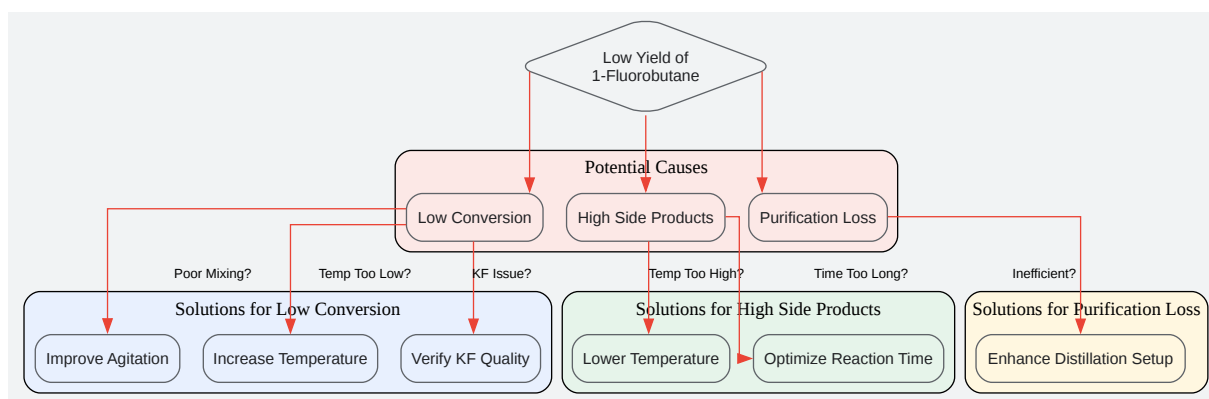 Low Yield of
1-Fluorobutane
Potential Causes
Low Conversion
High Side Products
Purification Loss
Poor Mixing?
Temp Too Low?
KF Issue?
Temp Too High?
Time Too Long?
Inefficient?
Solutions for Low Conversion
Solutions for High Side Products
Solutions for Purification Loss
Improve Agitation
Increase Temperature
Verify KF Quality
Lower Temperature
Optimize Reaction Time
Enhance Distillation Setup